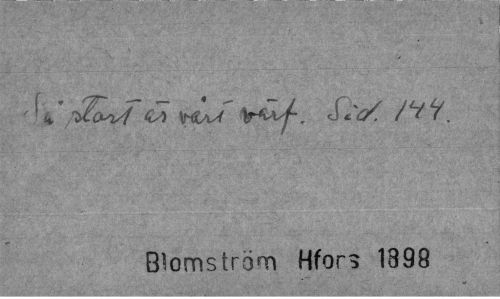 Så stort är vårt värf. Sid. 144.
Blomström Hfors 1898